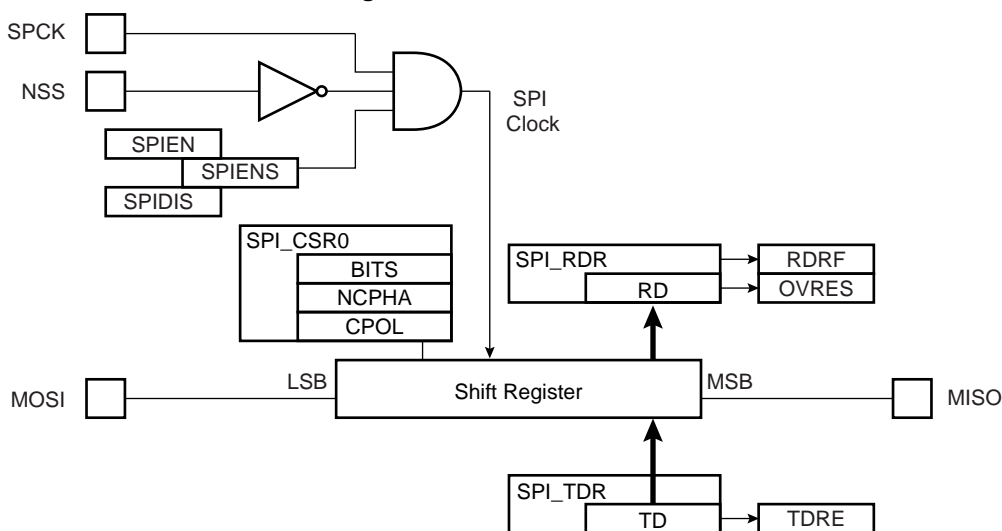 SPCK
NSS
SPI
Clock
SPIEN
SPIENS
SPIDIS
SPI_CSR0
BITS
NCPHA
CPOL
SPI_RDR
RD
RDRF
OVRES
MOSI
LSB
Shift Register
MSB
MISO
SPI_TDR
TD
TDRE